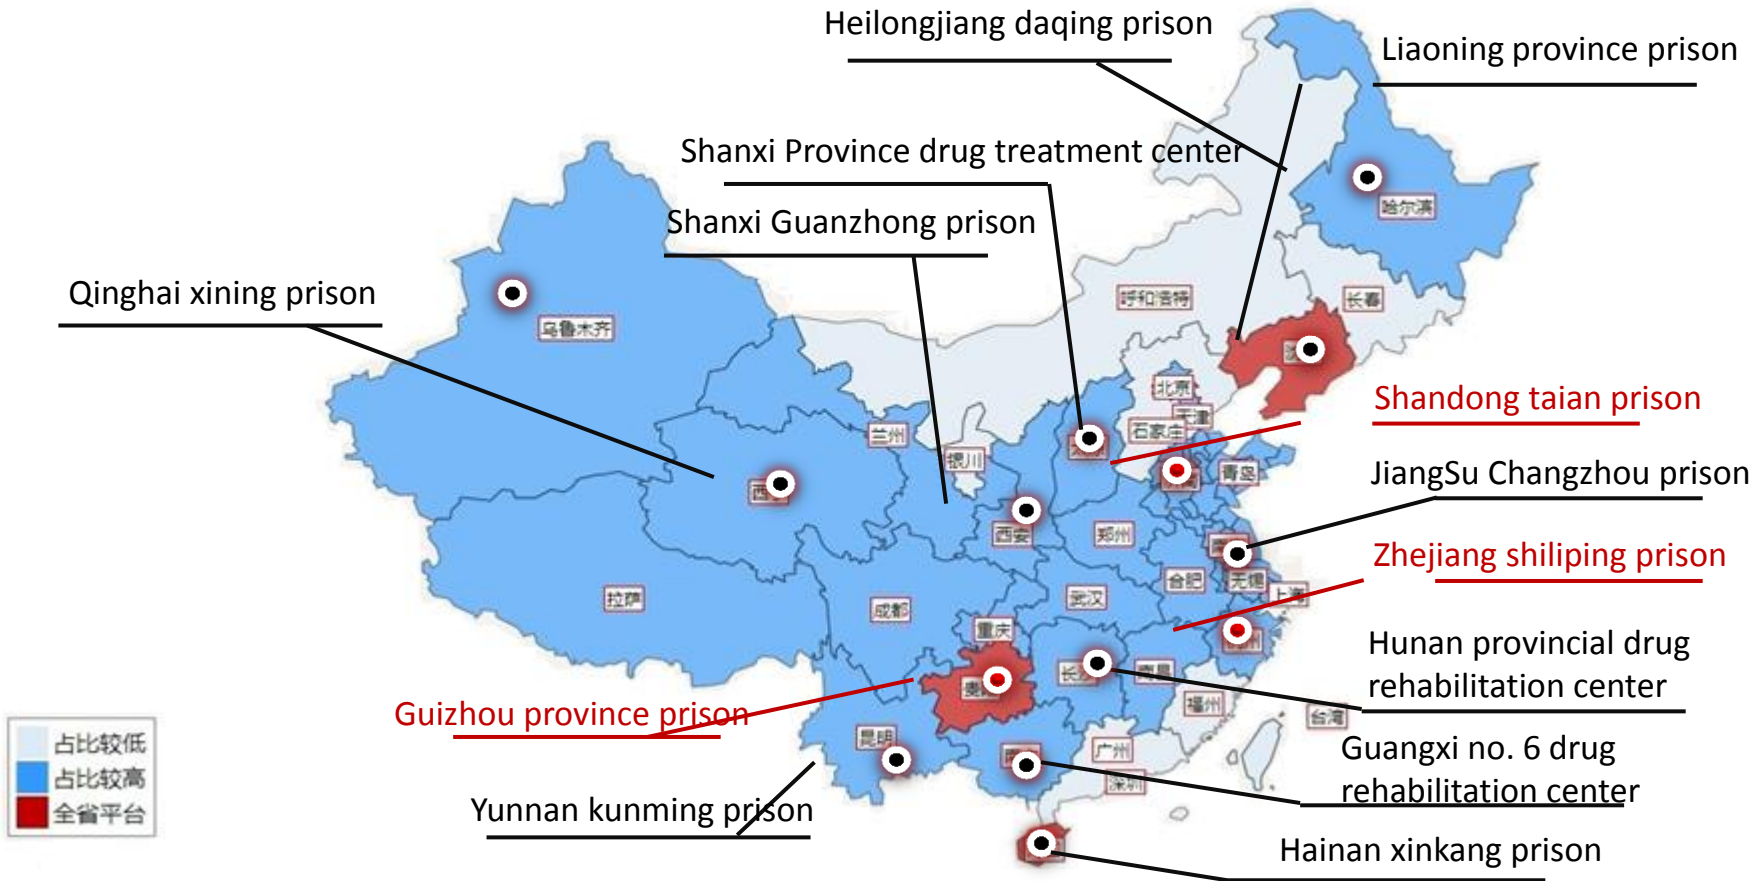 Heilongjiang daqing prison
Liaoning province prison
Shanxi Province drug treatment center
哈尔滨
Shanxi Guanzhong prison
Qinghai xining prison
呼和浩特
长春
乌鲁木齐
北京
Shandong taian prison
天津
石家庄
兰州
银川
青岛
JiangSu Changzhou prison
西安
郑州
Zhejiang shiliping prison
合肥
无锡
上海
拉萨
成都
武汉
重庆
Hunan provincial drug
rehabilitation center
南昌
福州
Guizhou province prison
台湾
昆明
广州
Guangxi no. 6 drug
rehabilitation center
深圳
占比较低
占比较高
全省平台
Yunnan kunming prison
Hainan xinkang prison